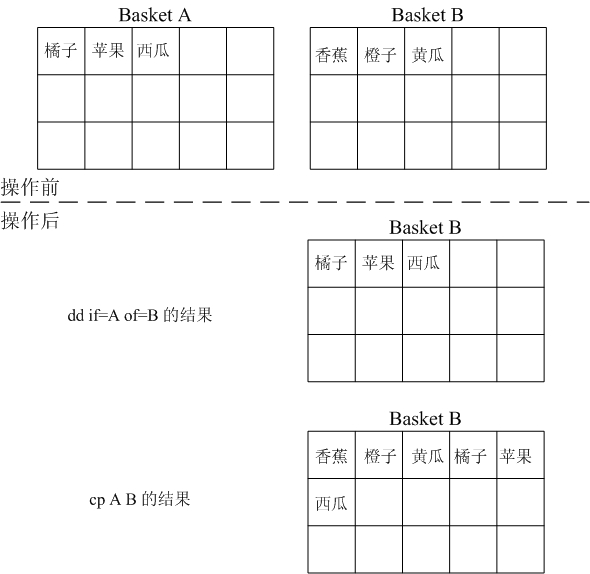 Basket A
Basket B
橘子 苹果 西瓜
香蕉 橙子 黄瓜
操作前
操作后
Basket B
橘子 苹果 西瓜
dd if=A of=B 的结果
Basket B
香蕉 橙子 黄瓜 橘子 苹果
西瓜
cp A B 的结果